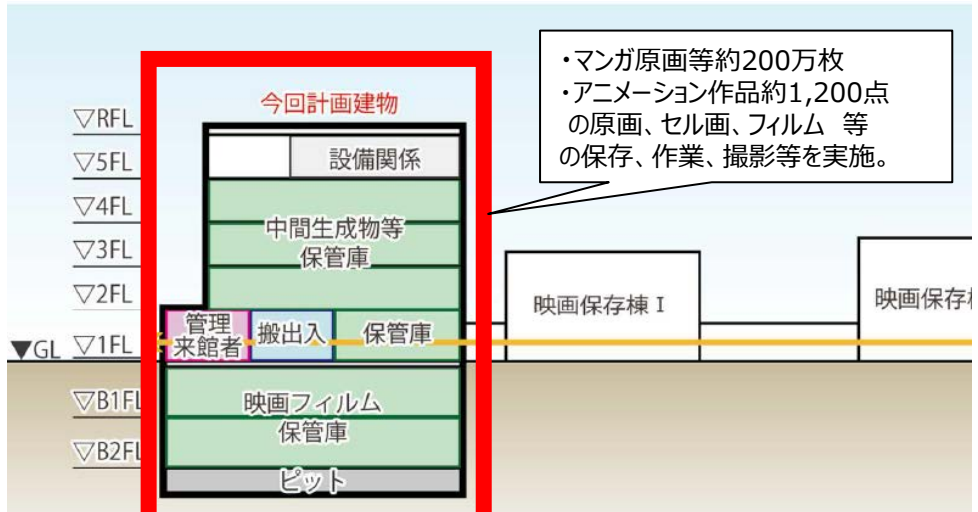 ・マンガ原画等約200万枚
・アニメーション作品約1,200点
の原画、セル画、フィルム 等
の保存、作業、撮影等を実施。
今回計画建物
▽RFL
▽5FL
設備関係
▽4FL
中間生成物等
▽3FL
保管庫
▽2FL
映画保存棟 I
映画保存
管理
来館者
搬出入
保管庫
▼GL
▽1FL
▽B1FL
映画フィルム
保管庫
▽B2FL
ピット